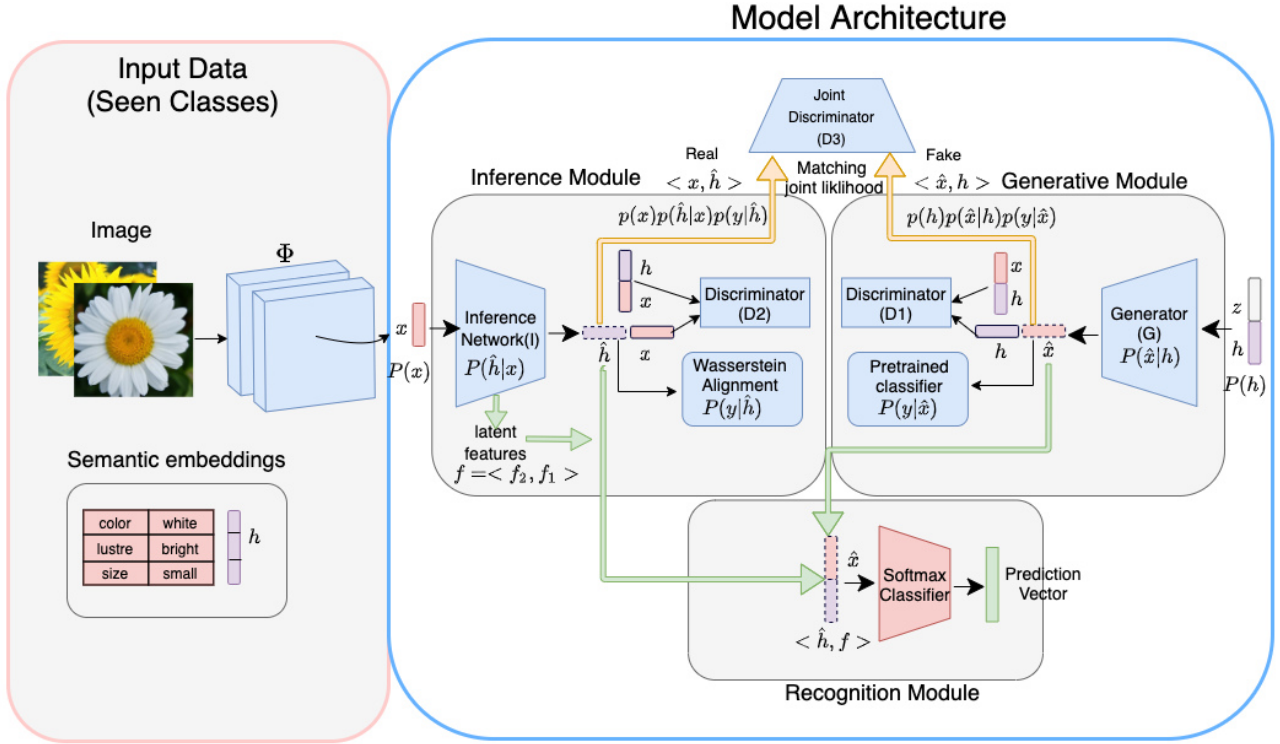 Model Architecture
Input Data
(Seen Classes)
Image
Φ
x
P(x)
Semantic embeddings
color white
lustre bright
size small
h
Joint
Discriminator
(D3)
Real
< x, ĥ >
Matching
joint liklihood
Fake
< x̂, h >
Inference Module
p(x)p(ĥ|x)p(y|ĥ)
Inference
Network(I)
P(ĥ|x)
h
x
ĥ
x
Discriminator
(D2)
Wasserstein
Alignment
P(y|ĥ)
latent
features
f =< f₂, f₁ >
Generative Module
p(h)p(x̂|h)p(y|x̂)
Discriminator
(D1)
x
h
h
x̂
Pretrained
classifier
P(y|x̂)
Generator
(G)
P(x̂|h)
z
h
P(h)
x̂
< ĥ, f >
Softmax
Classifier
Prediction
Vector
Recognition Module